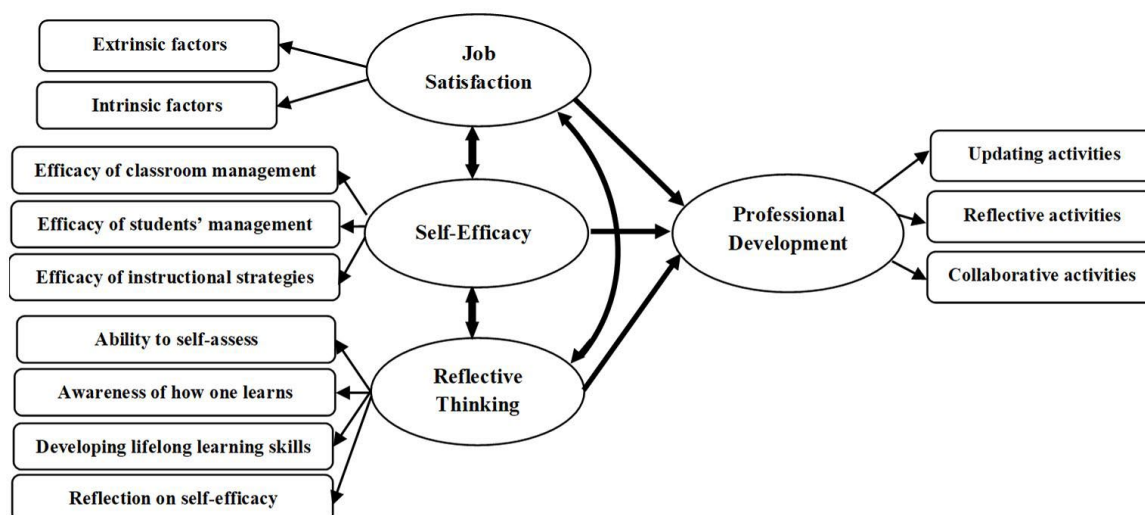 Extrinsic factors
Intrinsic factors
Efficacy of classroom management
Efficacy of students’ management
Efficacy of instructional strategies
Ability to self-assess
Awareness of how one learns
Developing lifelong learning skills
Reflection on self-efficacy
Job
Satisfaction
Self-Efficacy
Reflective
Thinking
Professional
Development
Updating activities
Reflective activities
Collaborative activities